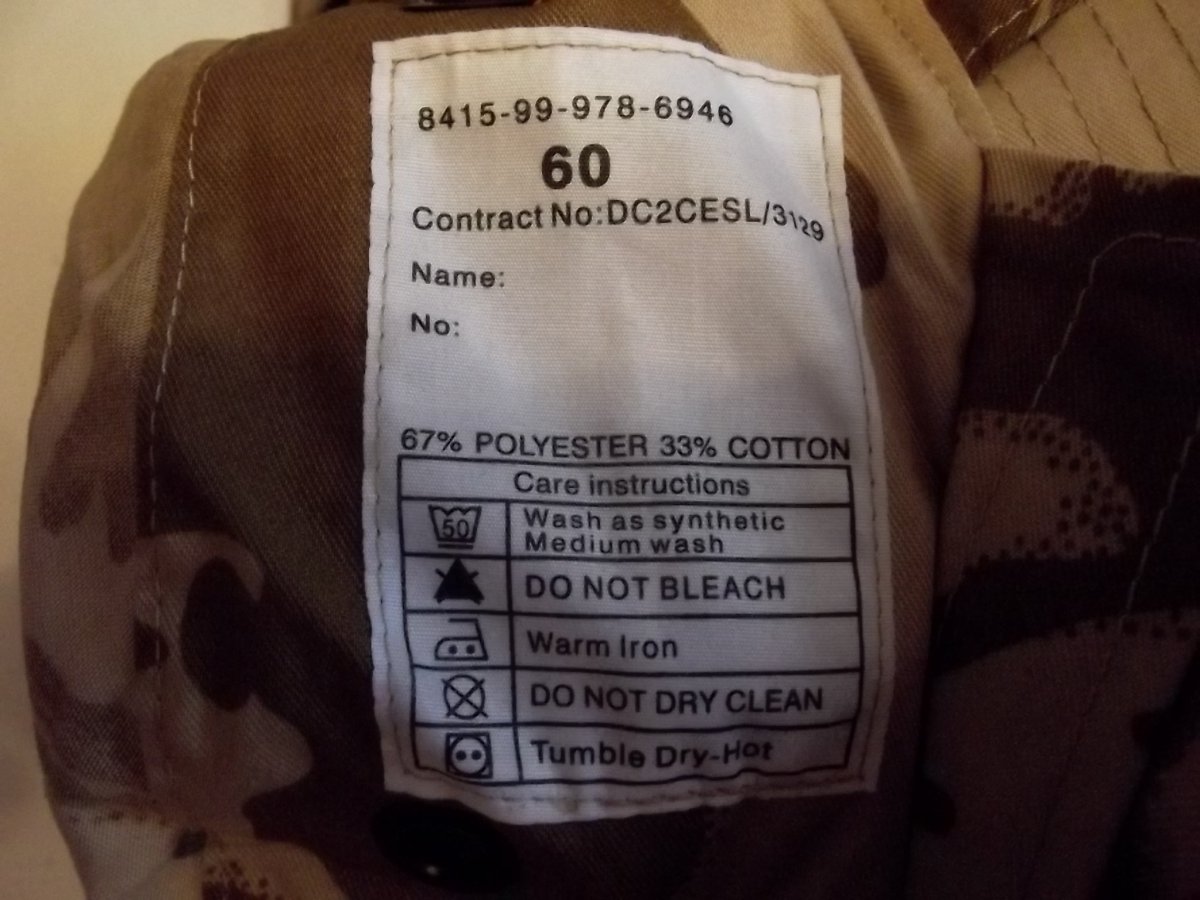 8415-99-978-6946
60
Contract No:DC2CESL/3129
Name:
No:
67% POLYESTER 33% COTTON
Care instructions
50 Wash as synthetic
Medium wash
DO NOT BLEACH
Warm Iron
DO NOT DRY CLEAN
Tumble Dry-Hot